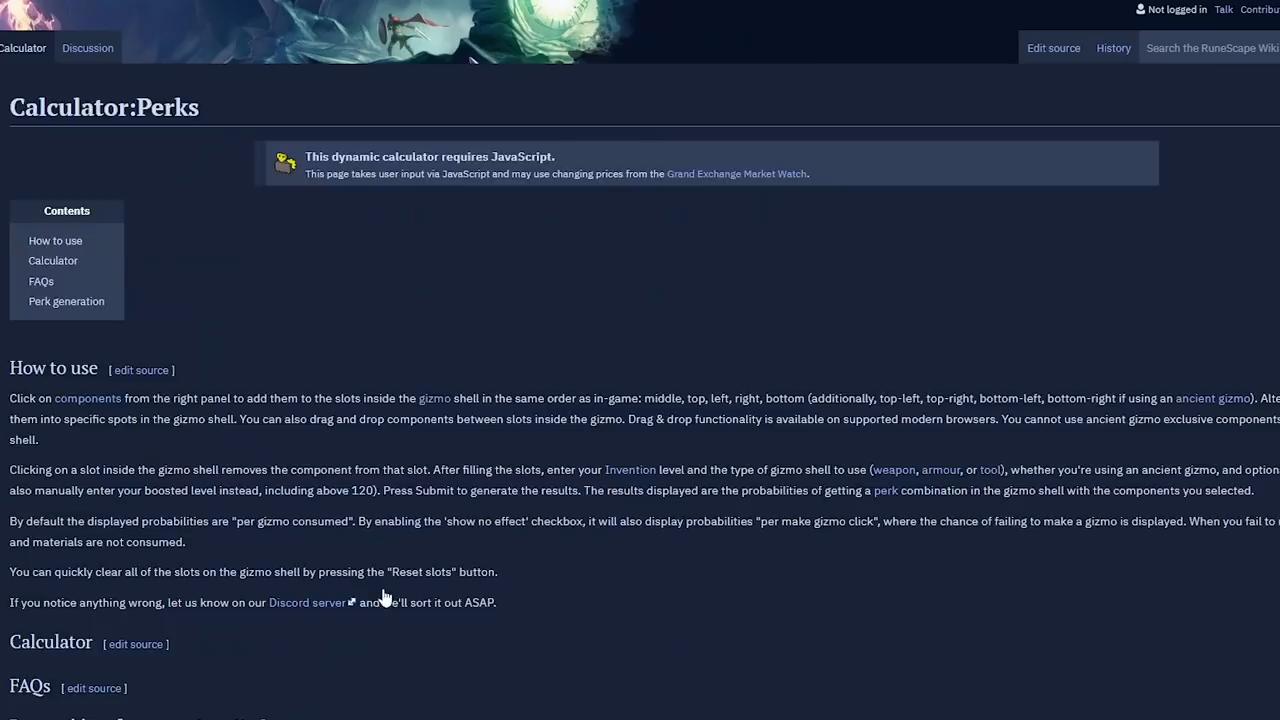 Not logged in Talk Contribu
Calculator Discussion Edit source History Search the RuneScape Wiki
Calculator:Perks
This dynamic calculator requires JavaScript.
This page takes user input via JavaScript and may use changing prices from the Grand Exchange Market Watch.
Contents
How to use
Calculator
FAQs
Perk generation
How to use [ edit source ]
Click on components from the right panel to add them to the slots inside the gizmo shell in the same order as in-game: middle, top, left, right, bottom (additionally, top-left, top-right, bottom-left, bottom-right if using an ancient gizmo). Alte
them into specific spots in the gizmo shell. You can also drag and drop components between slots inside the gizmo. Drag & drop functionality is available on supported modern browsers. You cannot use ancient gizmo exclusive components
shell.
Clicking on a slot inside the gizmo shell removes the component from that slot. After filling the slots, enter your Invention level and the type of gizmo shell to use (weapon, armour, or tool), whether you're using an ancient gizmo, and option
also manually enter your boosted level instead, including above 120). Press Submit to generate the results. The results displayed are the probabilities of getting a perk combination in the gizmo shell with the components you selected.
By default the displayed probabilities are "per gizmo consumed". By enabling the 'show no effect' checkbox, it will also display probabilities "per make gizmo click", where the chance of failing to make a gizmo is displayed. When you fail to
and materials are not consumed.
You can quickly clear all of the slots on the gizmo shell by pressing the "Reset slots" button.
If you notice anything wrong, let us know on our Discord server and we'll sort it out ASAP.
Calculator [ edit source ]
FAQs [ edit source ]